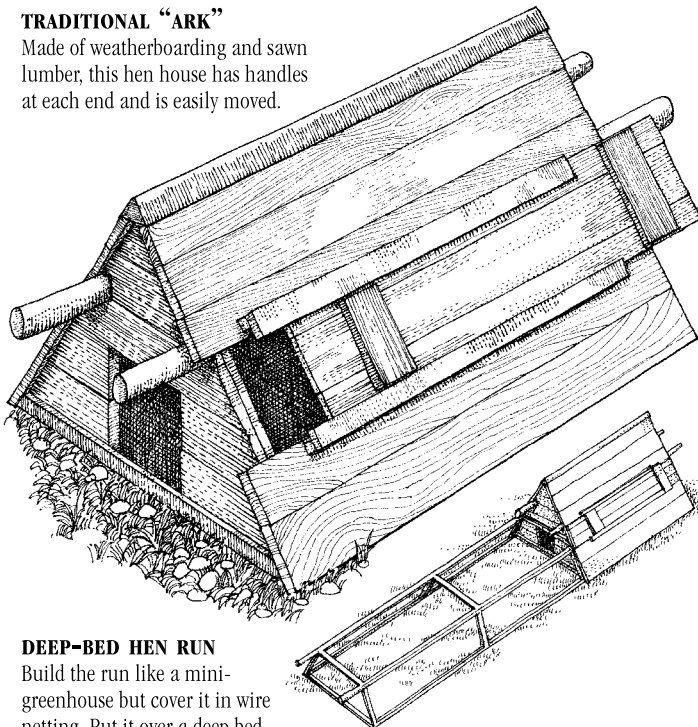 TRADITIONAL “ARK”
Made of weatherboarding and sawn
lumber, this hen house has handles
at each end and is easily moved.
DEEP-BED HEN RUN
Build the run like a mini-
greenhouse but cover it in wire
netting. Put it over a deep bed